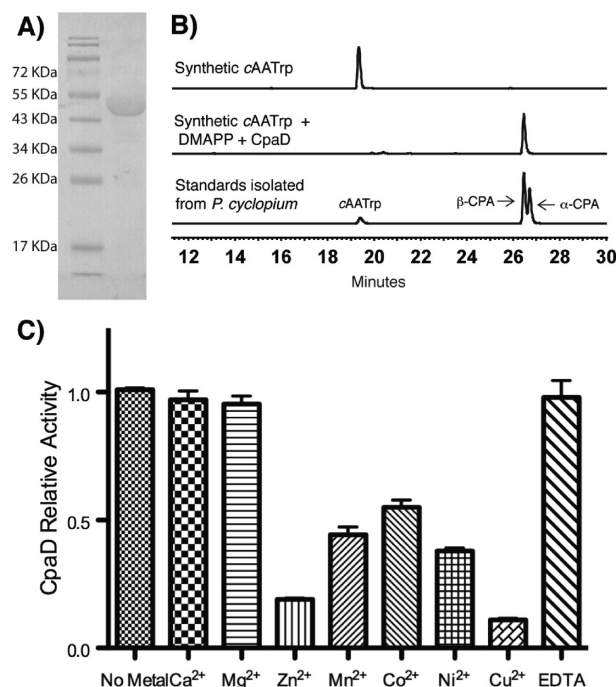 A)
72 KDa
55 KDa
43 KDa
34 KDa
26 KDa
17 KDa
B)
Synthetic cAATrp
Synthetic cAATrp +
DMAPP + CpaD
Standards isolated
from P. cyclopium
cAATrp
β-CPA
α-CPA
12 14 16 18 20 22 24 26 28 30
Minutes
C)
CpaD Relative Activity
1.0
0.5
0.0
No Metal Ca²⁺ Mg²⁺ Zn²⁺ Mn²⁺ Co²⁺ Ni²⁺ Cu²⁺ EDTA